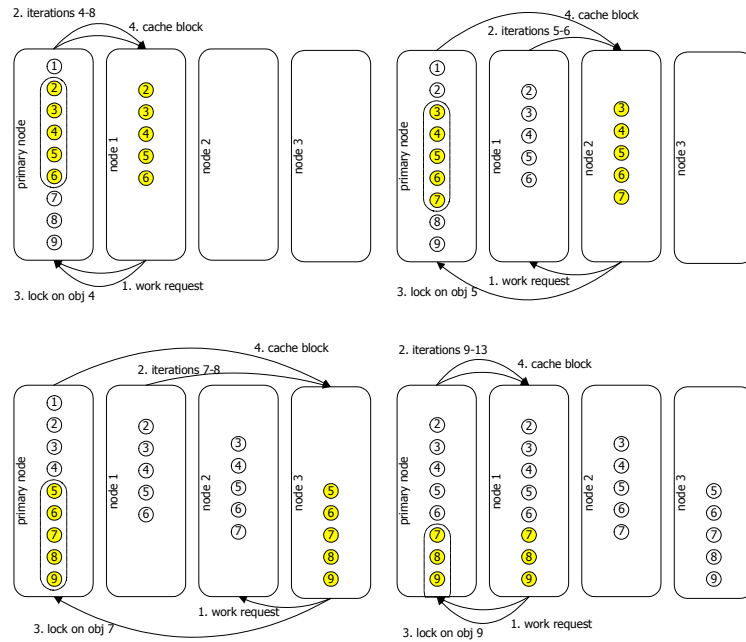 2. iterations 4-8
4. cache block
primary node
1
2
3
4
5
6
7
8
9
node 1
2
3
4
5
6
node 2
node 3
1. work request
3. lock on obj 4
4. cache block
2. iterations 5-6
primary node
1
2
3
4
5
6
7
8
9
node 1
2
3
4
5
6
node 2
3
4
5
6
7
node 3
1. work request
3. lock on obj 5
4. cache block
2. iterations 7-8
primary node
1
2
3
4
5
6
7
8
9
node 1
2
3
4
5
6
node 2
3
4
5
6
7
node 3
5
6
7
8
9
1. work request
3. lock on obj 7
2. iterations 9-13
4. cache block
primary node
2
3
4
5
6
7
8
9
node 1
2
3
4
5
6
7
8
9
node 2
3
4
5
6
7
node 3
5
6
7
8
9
1. work request
3. lock on obj 9